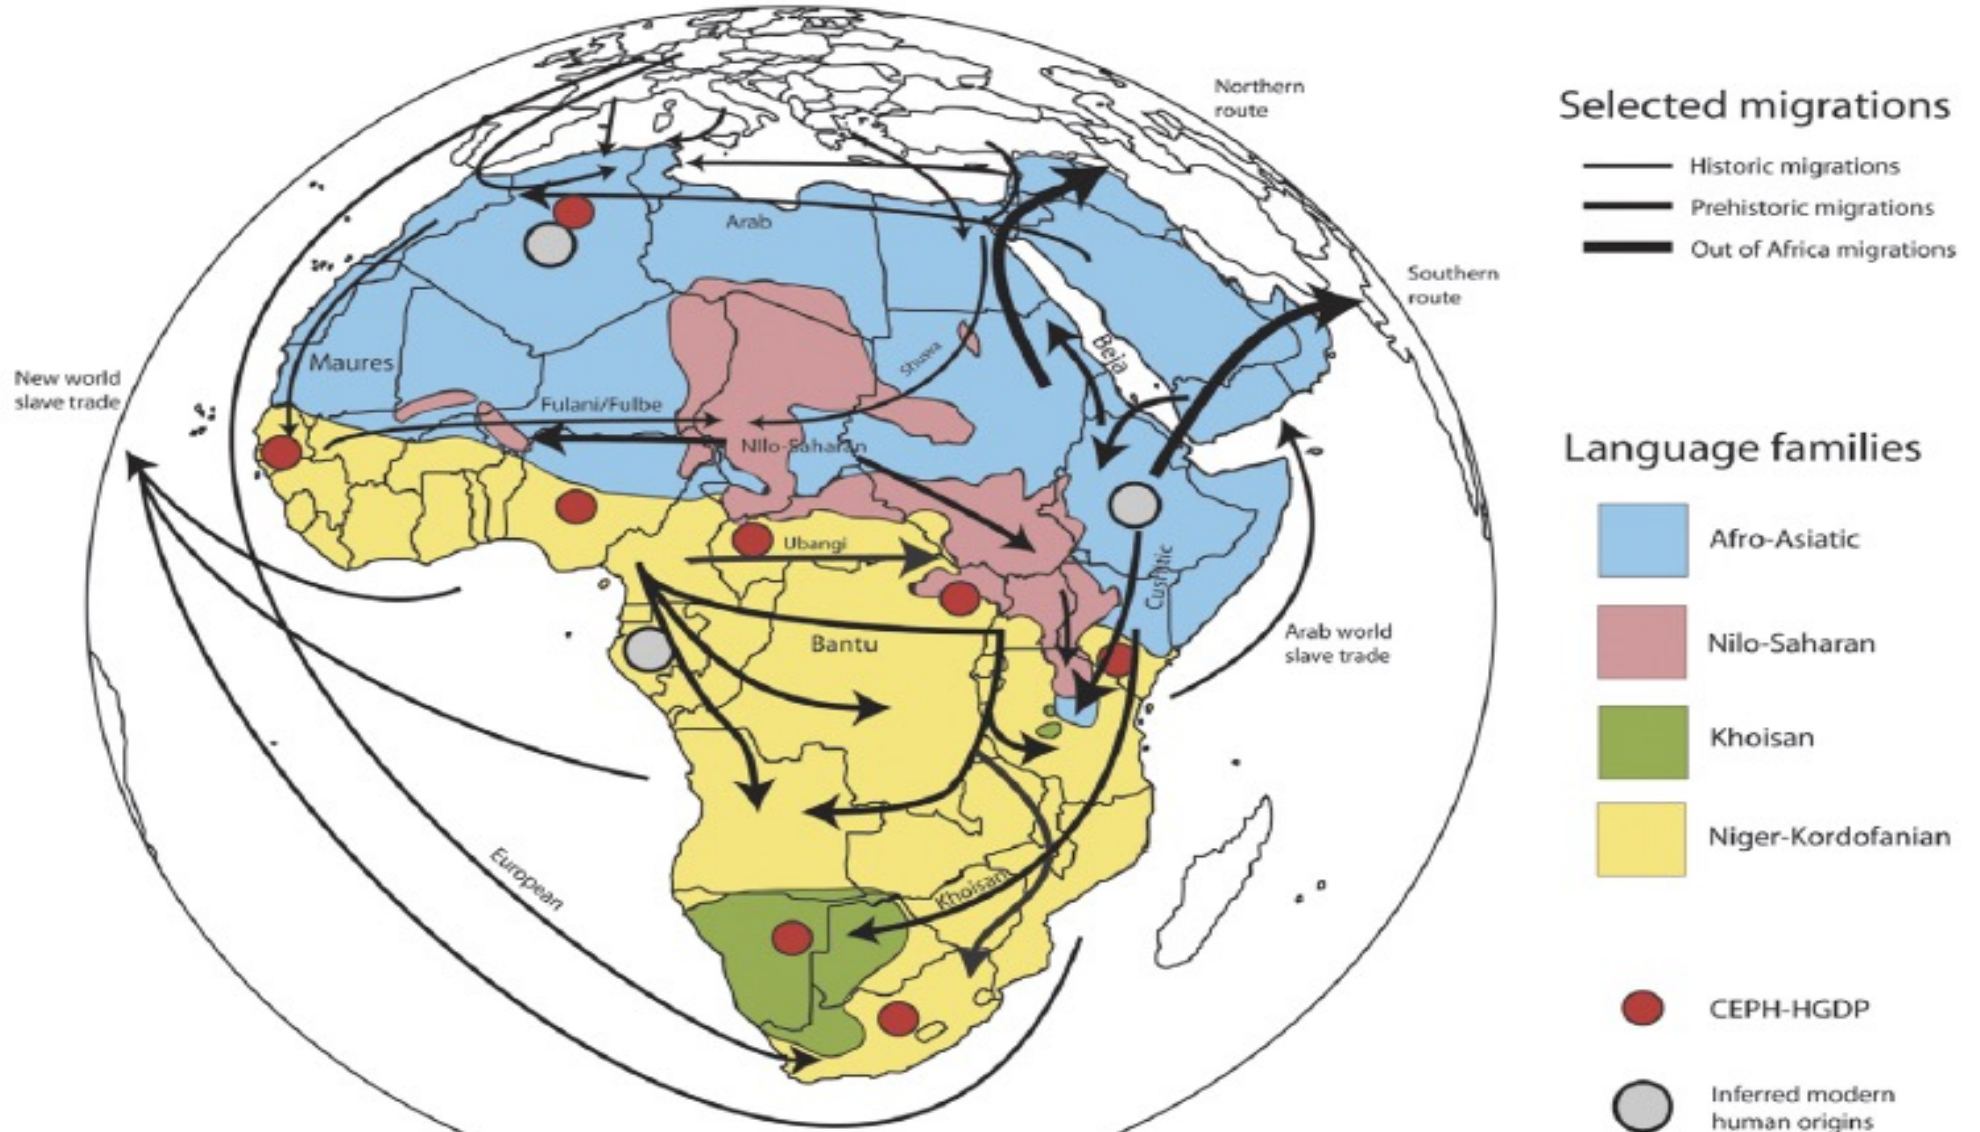 Northern
route
Selected migrations
Historic migrations
Prehistoric migrations
Out of Africa migrations
Southern
route
Arab
Beja
Shuwa
Maures
New world
slave trade
Fulani/Fulbe
NIlo-Saharan
Language families
Afro-Asiatic
Ubangi
Cushitic
Arab world
slave trade
Bantu
Nilo-Saharan
Khoisan
Niger-Kordofanian
European
Khoisan
CEPH-HGDP
Inferred modern
human origins